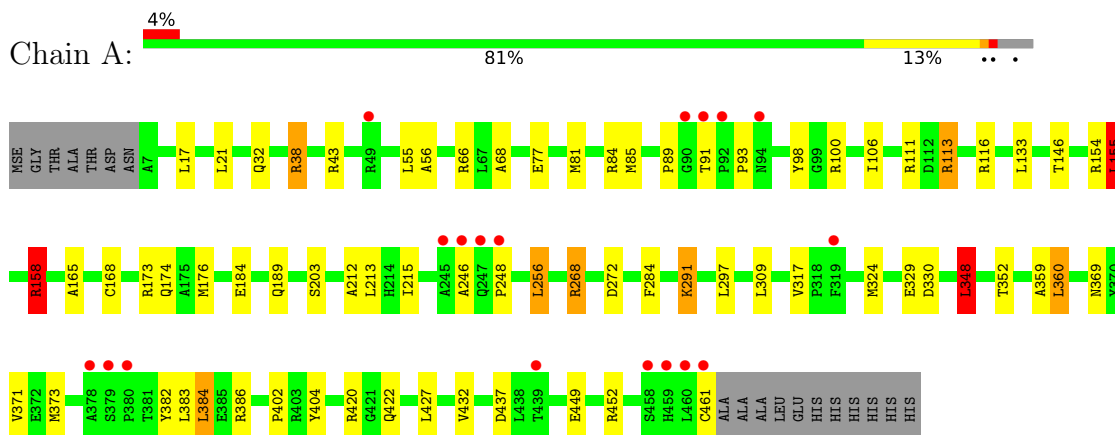 4%
Chain A:
81% 13% •• •
MSE GLY THR ALA THR ASP ASN A7 L17 L21 Q32 R38 R43 R49 L55 A56 R66 L67 A68 E77 M81 R84 M85 P89 G90 T91 P92 P93 N94 Y98 G99 R100 I106 R111 D112 R113 R116 L133 T146 R154 L155
R158 A165 C168 R173 Q174 A175 M176 E184 Q189 S203 A212 L213 H214 I215 A245 A246 Q247 P248 L256 R268 D272 F284 K291 L297 L309 V317 P318 F319 M324 E329 D330 L348 T352 A359 L360 N369 Y370
V371 E372 M373 A378 S379 P380 T381 Y382 L383 L384 E385 R386 P402 R403 Y404 R420 G421 Q422 L427 V432 D437 L438 T439 E449 R452 S458 H459 L460 C461 ALA ALA ALA LEU GLU HIS HIS HIS HIS HIS HIS